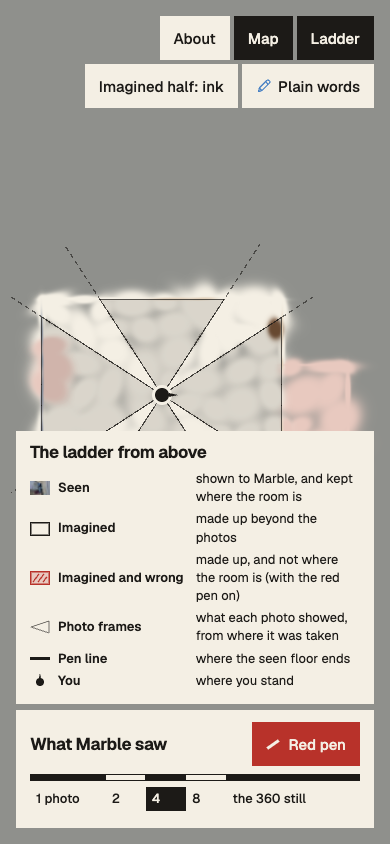 About
Map
Ladder
Imagined half: ink
Plain words
The ladder from above
Seen
shown to Marble, and kept
where the room is
Imagined
made up beyond the
photos
Imagined and wrong
made up, and not where
the room is (with the red
pen on)
Photo frames
what each photo showed,
from where it was taken
Pen line
where the seen floor ends
You
where you stand
What Marble saw
Red pen
1 photo
2
4
8
the 360 still